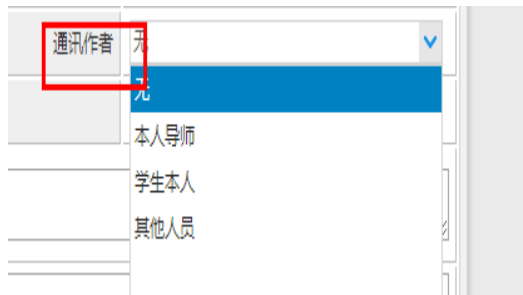 通讯作者 无
无
本人导师
学生本人
其他人员